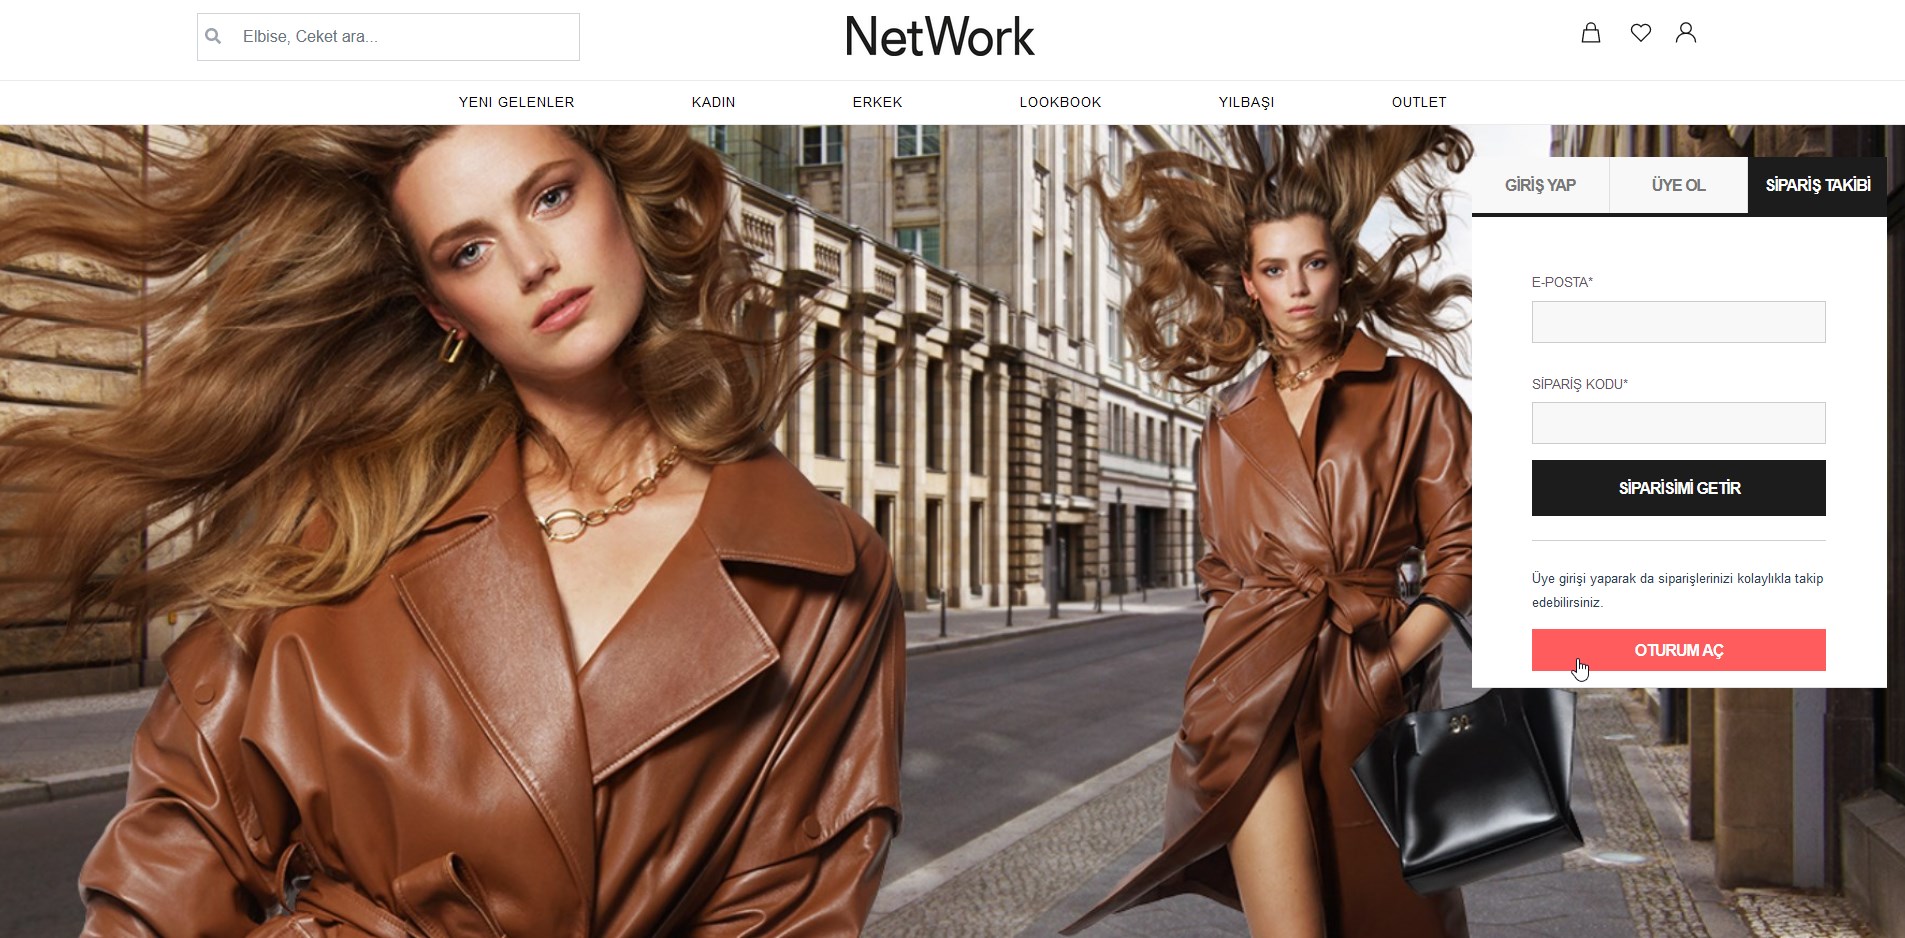 Elbise, Ceket ara...
NetWork
YENI GELENLER
KADIN
ERKEK
LOOKBOOK
YILBAŞI
OUTLET
GİRİŞ YAP
ÜYE OL
SİPARİŞ TAKİBİ
E-POSTA*
SİPARİŞ KODU*
SİPARİSİMİ GETİR
Üye girişi yaparak da siparişlerinizi kolaylıkla takip
edebilirsiniz.
OTURUM AÇ